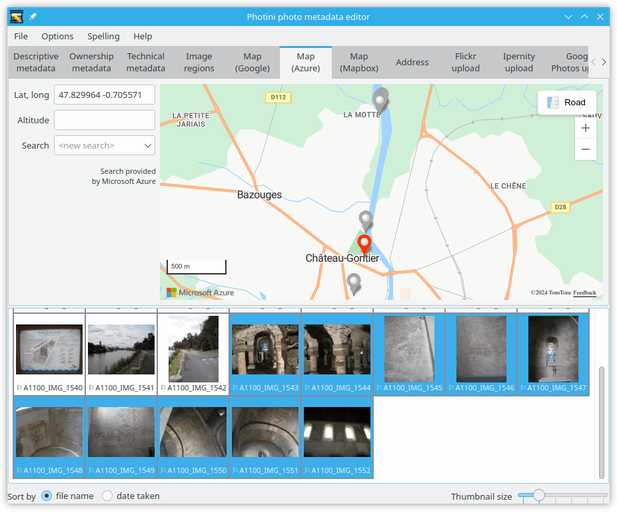 Photini photo metadata editor
File Options Spelling Help
Descriptive metadata
Ownership metadata
Technical metadata
Image regions
Map (Google)
Map (Azure)
Map (Mapbox)
Address
Flickr upload
Ipernity upload
Goog
Photos up
Lat, long 47.829964 -0.705571
Altitude
Search <new search>
Search provided
by Microsoft Azure
D112
LA MOTTE
Road
LA PETITE
JARIAIS
+
−
LE CHÊNE
Bazouges
D28
Château-Gontier
500 m
Microsoft Azure
©2024 TomTom Feedback
A1100_IMG_1540
A1100_IMG_1541
A1100_IMG_1542
A1100_IMG_1543
A1100_IMG_1544
A1100_IMG_1545
A1100_IMG_1546
A1100_IMG_1547
A1100_IMG_1548
A1100_IMG_1549
A1100_IMG_1550
A1100_IMG_1551
A1100_IMG_1552
Sort by file name date taken
Thumbnail size